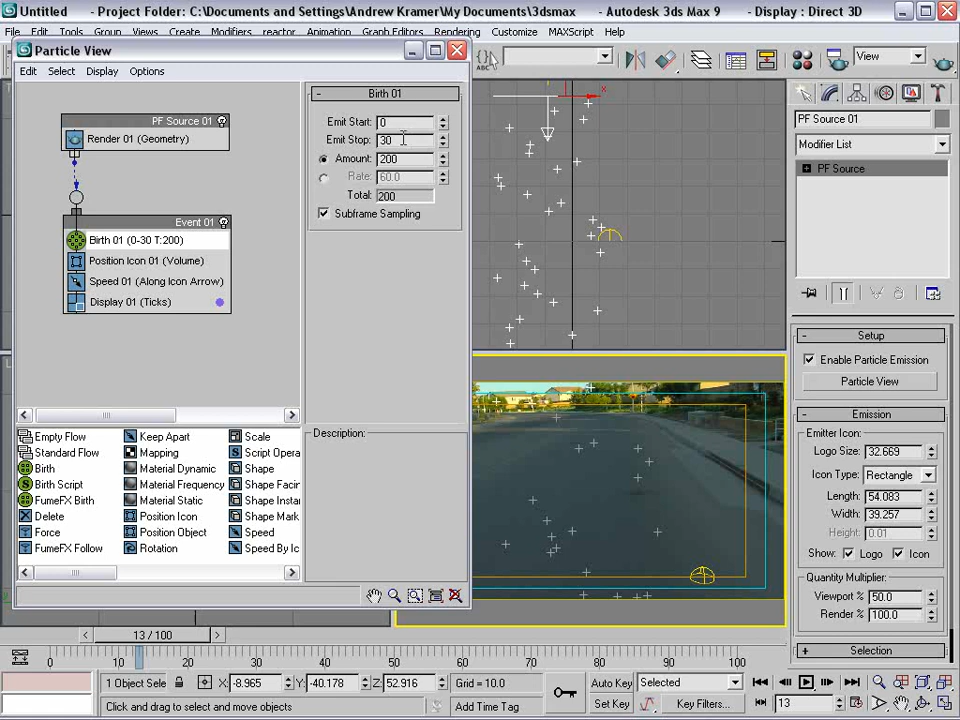 Untitled - Project Folder: C:\Documents and Settings\Andrew Kramer\My Documents\3dsmax - Autodesk 3ds Max 9 - Display : Direct 3D
File Edit Tools Group Views Create Modifiers reactor Animation Graph Editors Rendering Customize MAXScript Help
Particle View
View
Edit Select Display Options
PF Source 01
Render 01 (Geometry)
Event 01
Birth 01 (0-30 T:200)
Position Icon 01 (Volume)
Speed 01 (Along Icon Arrow)
Display 01 (Ticks)
Birth 01
Emit Start: 0
Emit Stop: 30
Amount: 200
Rate: 60.0
Total: 200
Subframe Sampling
x
PF Source 01
Modifier List
PF Source
Empty Flow Keep Apart Scale
Standard Flow Mapping Script Opera
Birth Material Dynamic Shape
Birth Script Material Frequency Shape Facir
FumeFX Birth Material Static Shape Instar
Delete Position Icon Shape Mark
Force Position Object Speed
FumeFX Follow Rotation Speed By Ic
Description:
Setup
Enable Particle Emission
Particle View
Emission
Emitter Icon:
Logo Size: 32.669
Icon Type: Rectangle
Length: 54.083
Width: 39.257
Height: 0.01
Show: Logo Icon
Quantity Multiplier:
Viewport % 50.0
Render % 100.0
Selection
13 / 100
0 10 20 30 40 50 60 70 80 90 100
1 Object Sele X: -8.965 Y: -40.178 Z: 52.916 Grid = 10.0 Auto Key Selected
Click and drag to select and move objects Add Time Tag Set Key Key Filters... 13